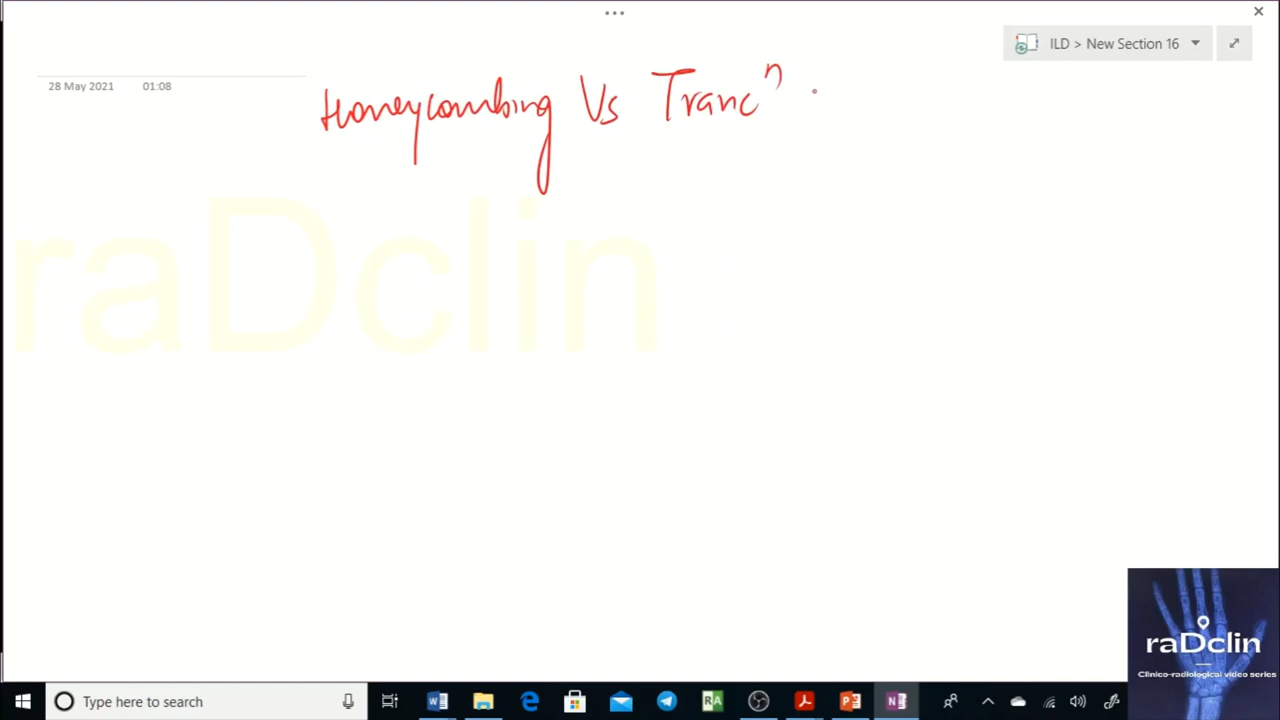 ILD > New Section 16
28 May 2021 01:08
Honeycombing Vs Tranc^n
raDclin
raDclin
Clinico-radiological video series
Type here to search